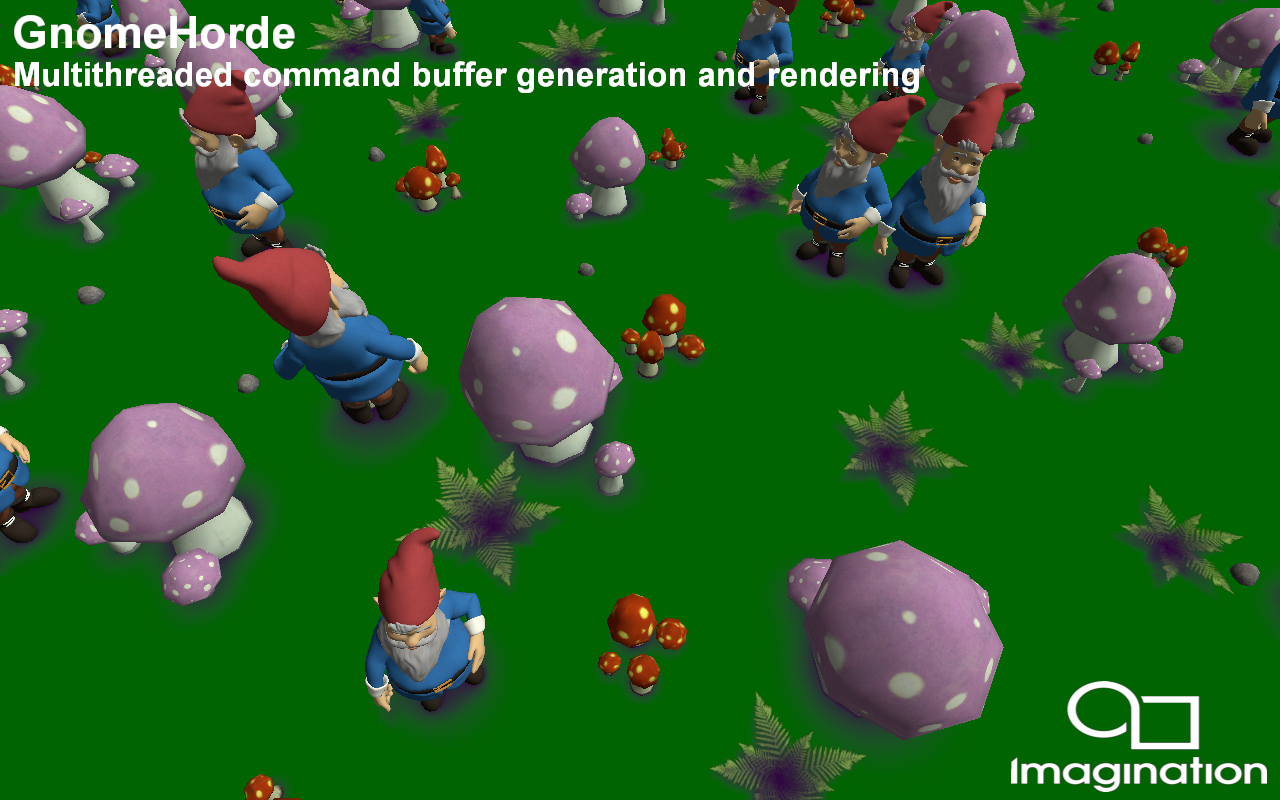 GnomeHorde
Multithreaded command buffer generation and rendering
Imagination